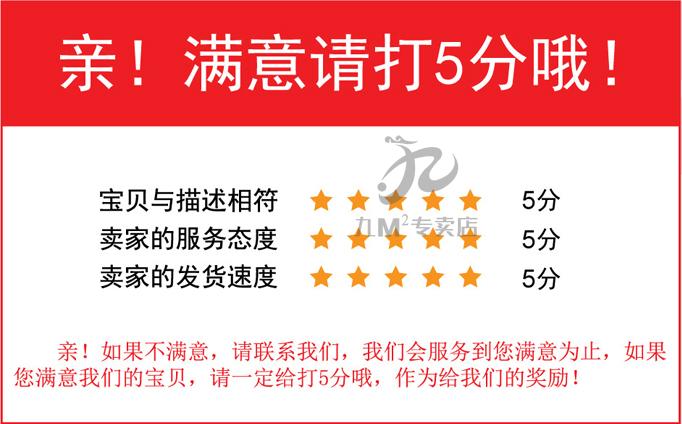 亲！满意请打5分哦！
宝贝与描述相符 ★ ★ ★ ★ ★ 5分
卖家的服务态度 ★ ★ ★ ★ ★ 5分
卖家的发货速度 ★ ★ ★ ★ ★ 5分
九M²专卖店
亲！如果不满意，请联系我们，我们会服务到您满意为止，如果
您满意我们的宝贝，请一定给打5分哦，作为给我们的奖励！